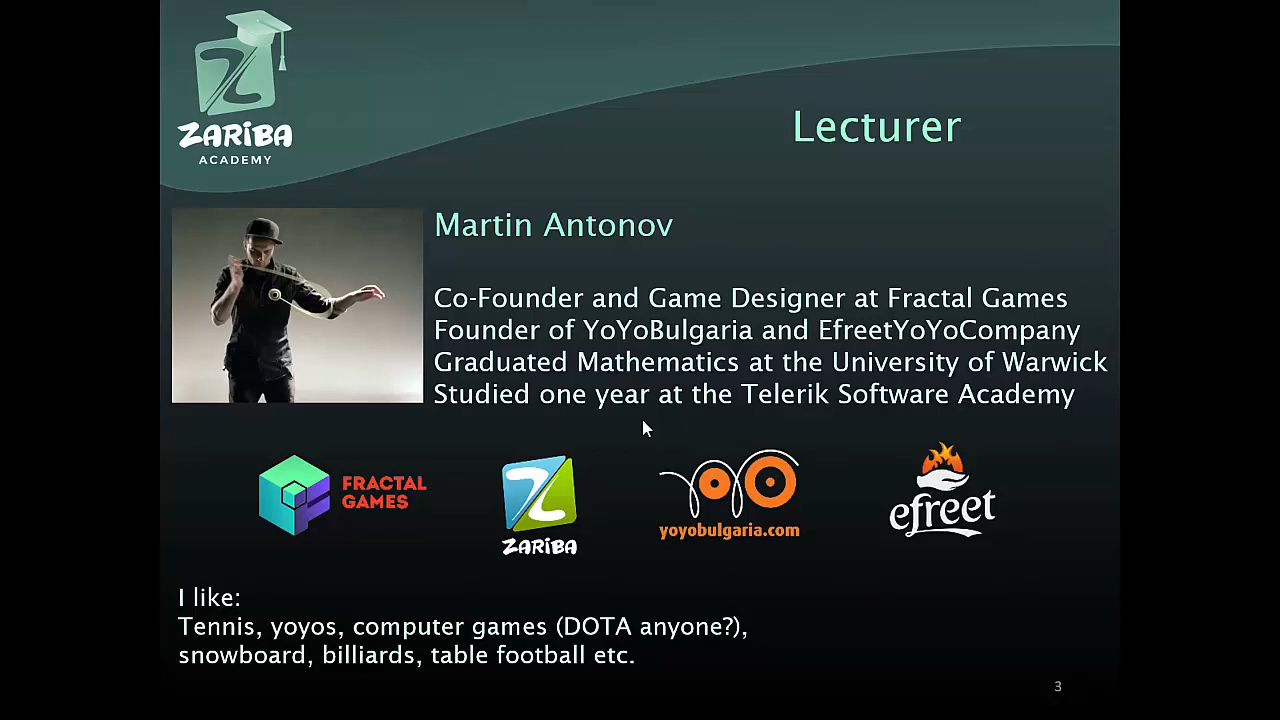 ZARIBA
ACADEMY
Lecturer
Martin Antonov
Co-Founder and Game Designer at Fractal Games
Founder of YoYoBulgaria and EfreetYoYoCompany
Graduated Mathematics at the University of Warwick
Studied one year at the Telerik Software Academy
FRACTAL
GAMES
ZARIBA
yoyo
yoyobulgaria.com
efreet
I like:
Tennis, yoyos, computer games (DOTA anyone?),
snowboard, billiards, table football etc.
3